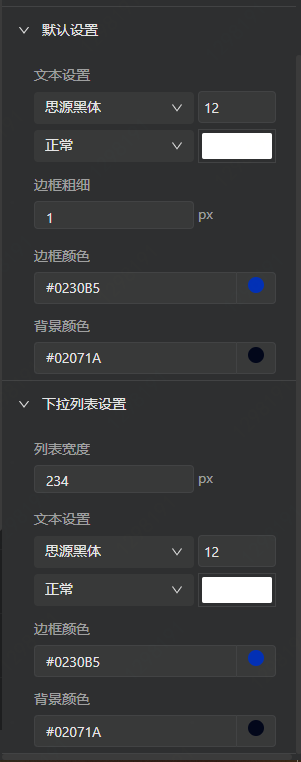 默认设置
文本设置
思源黑体 12
正常
边框粗细
1 px
边框颜色
#0230B5
背景颜色
#02071A
下拉列表设置
列表宽度
234 px
文本设置
思源黑体 12
正常
边框颜色
#0230B5
背景颜色
#02071A